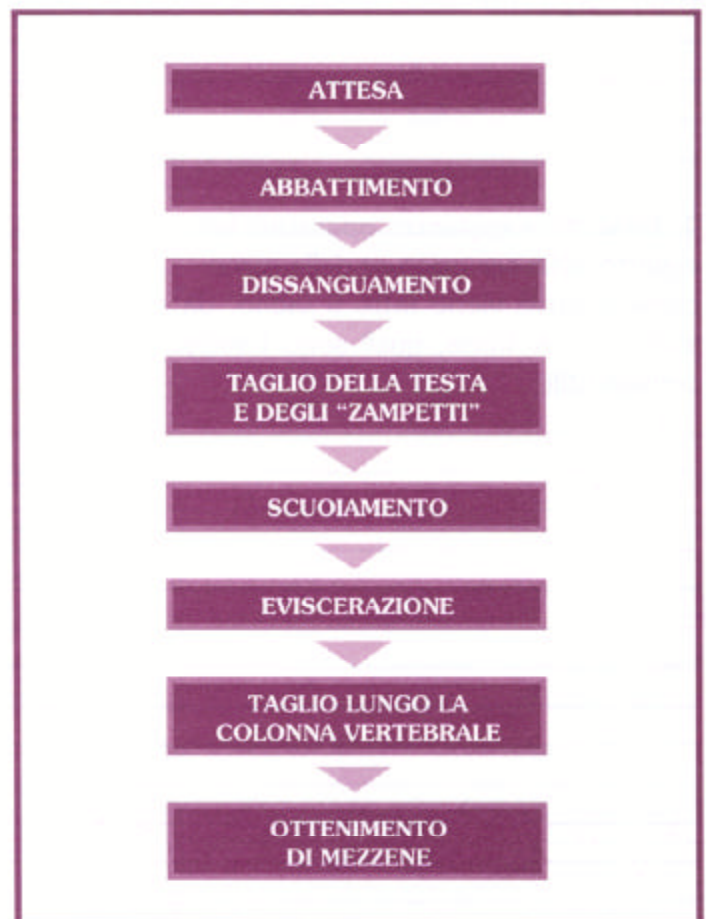 ATTESA
ABBATTIMENTO
DISSANGUAMENTO
TAGLIO DELLA TESTA
E DEGLI “ZAMPETTI”
SCUOIAMENTO
EVISCERAZIONE
TAGLIO LUNGO LA
COLONNA VERTEBRALE
OTTENIMENTO
DI MEZZENE